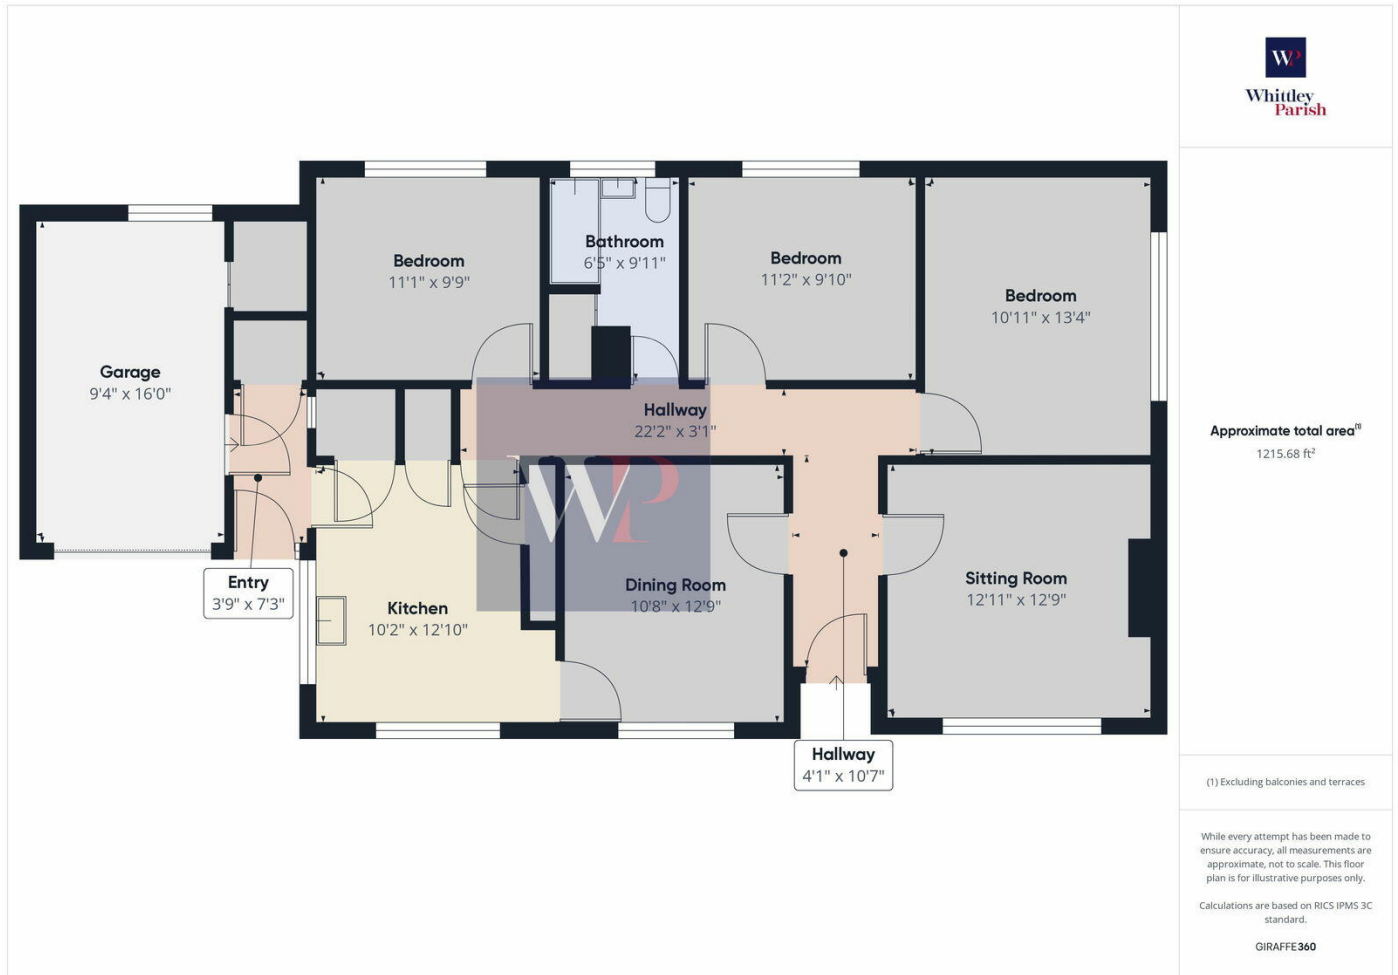 WP
Whittley
Parish
Bedroom
11'1" x 9'9"
Bathroom
6'5" x 9'11"
Bedroom
11'2" x 9'10"
Bedroom
10'11" x 13'4"
Garage
9'4" x 16'0"
Hallway
22'2" x 3'1"
WP
Entry
3'9" x 7'3"
Kitchen
10'2" x 12'10"
Dining Room
10'8" x 12'9"
Sitting Room
12'11" x 12'9"
Hallway
4'1" x 10'7"
Approximate total area(1)
1215.68 ft²
(1) Excluding balconies and terraces
While every attempt has been made to
ensure accuracy, all measurements are
approximate, not to scale. This floor
plan is for illustrative purposes only.
Calculations are based on RICS IPMS 3C
standard.
GIRAFFE360